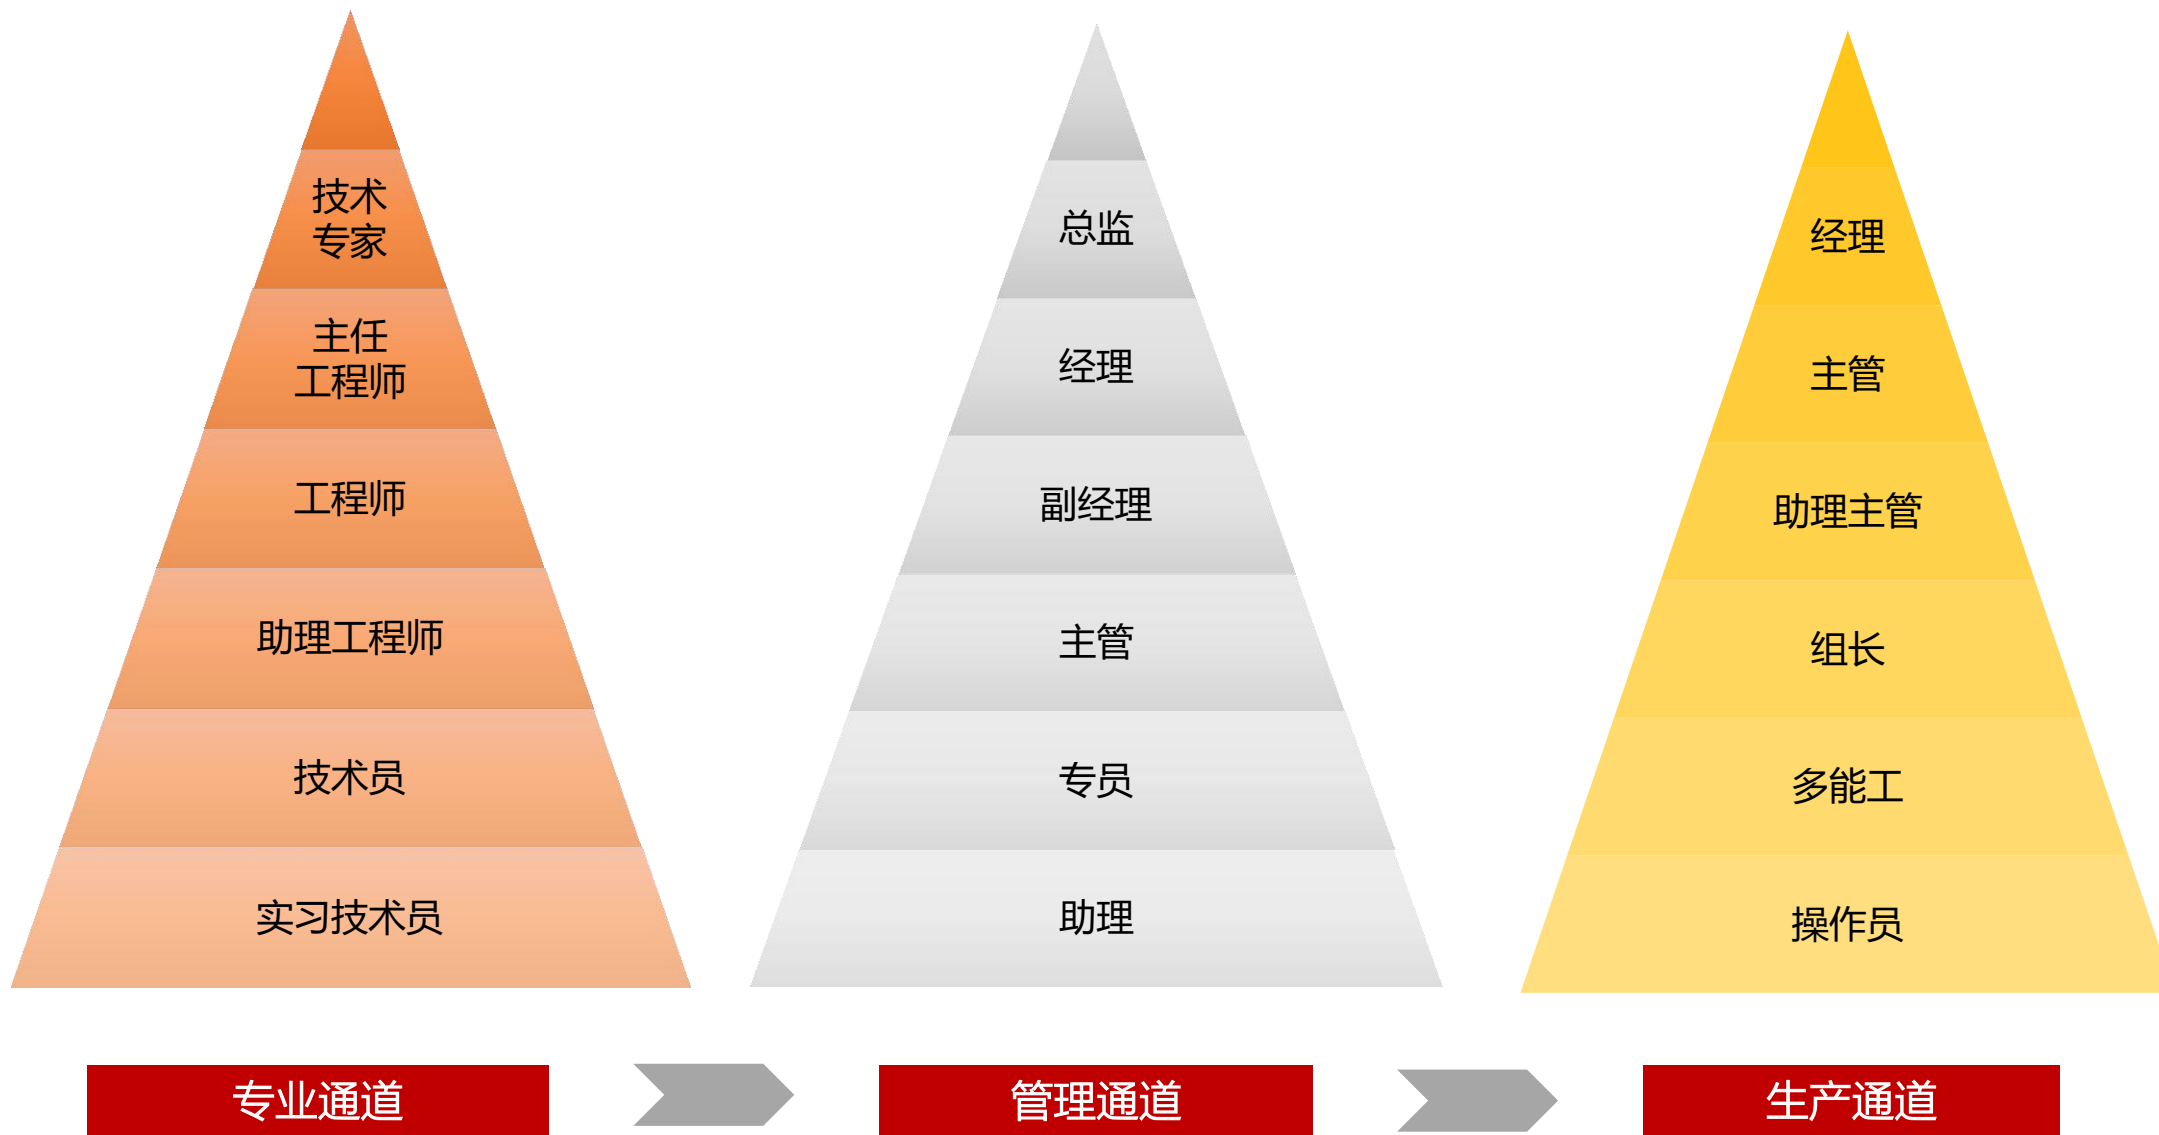 技术
专家
主任
工程师
工程师
助理工程师
技术员
实习技术员
总监
经理
副经理
主管
专员
助理
经理
主管
助理主管
组长
多能工
操作员
专业通道
管理通道
生产通道